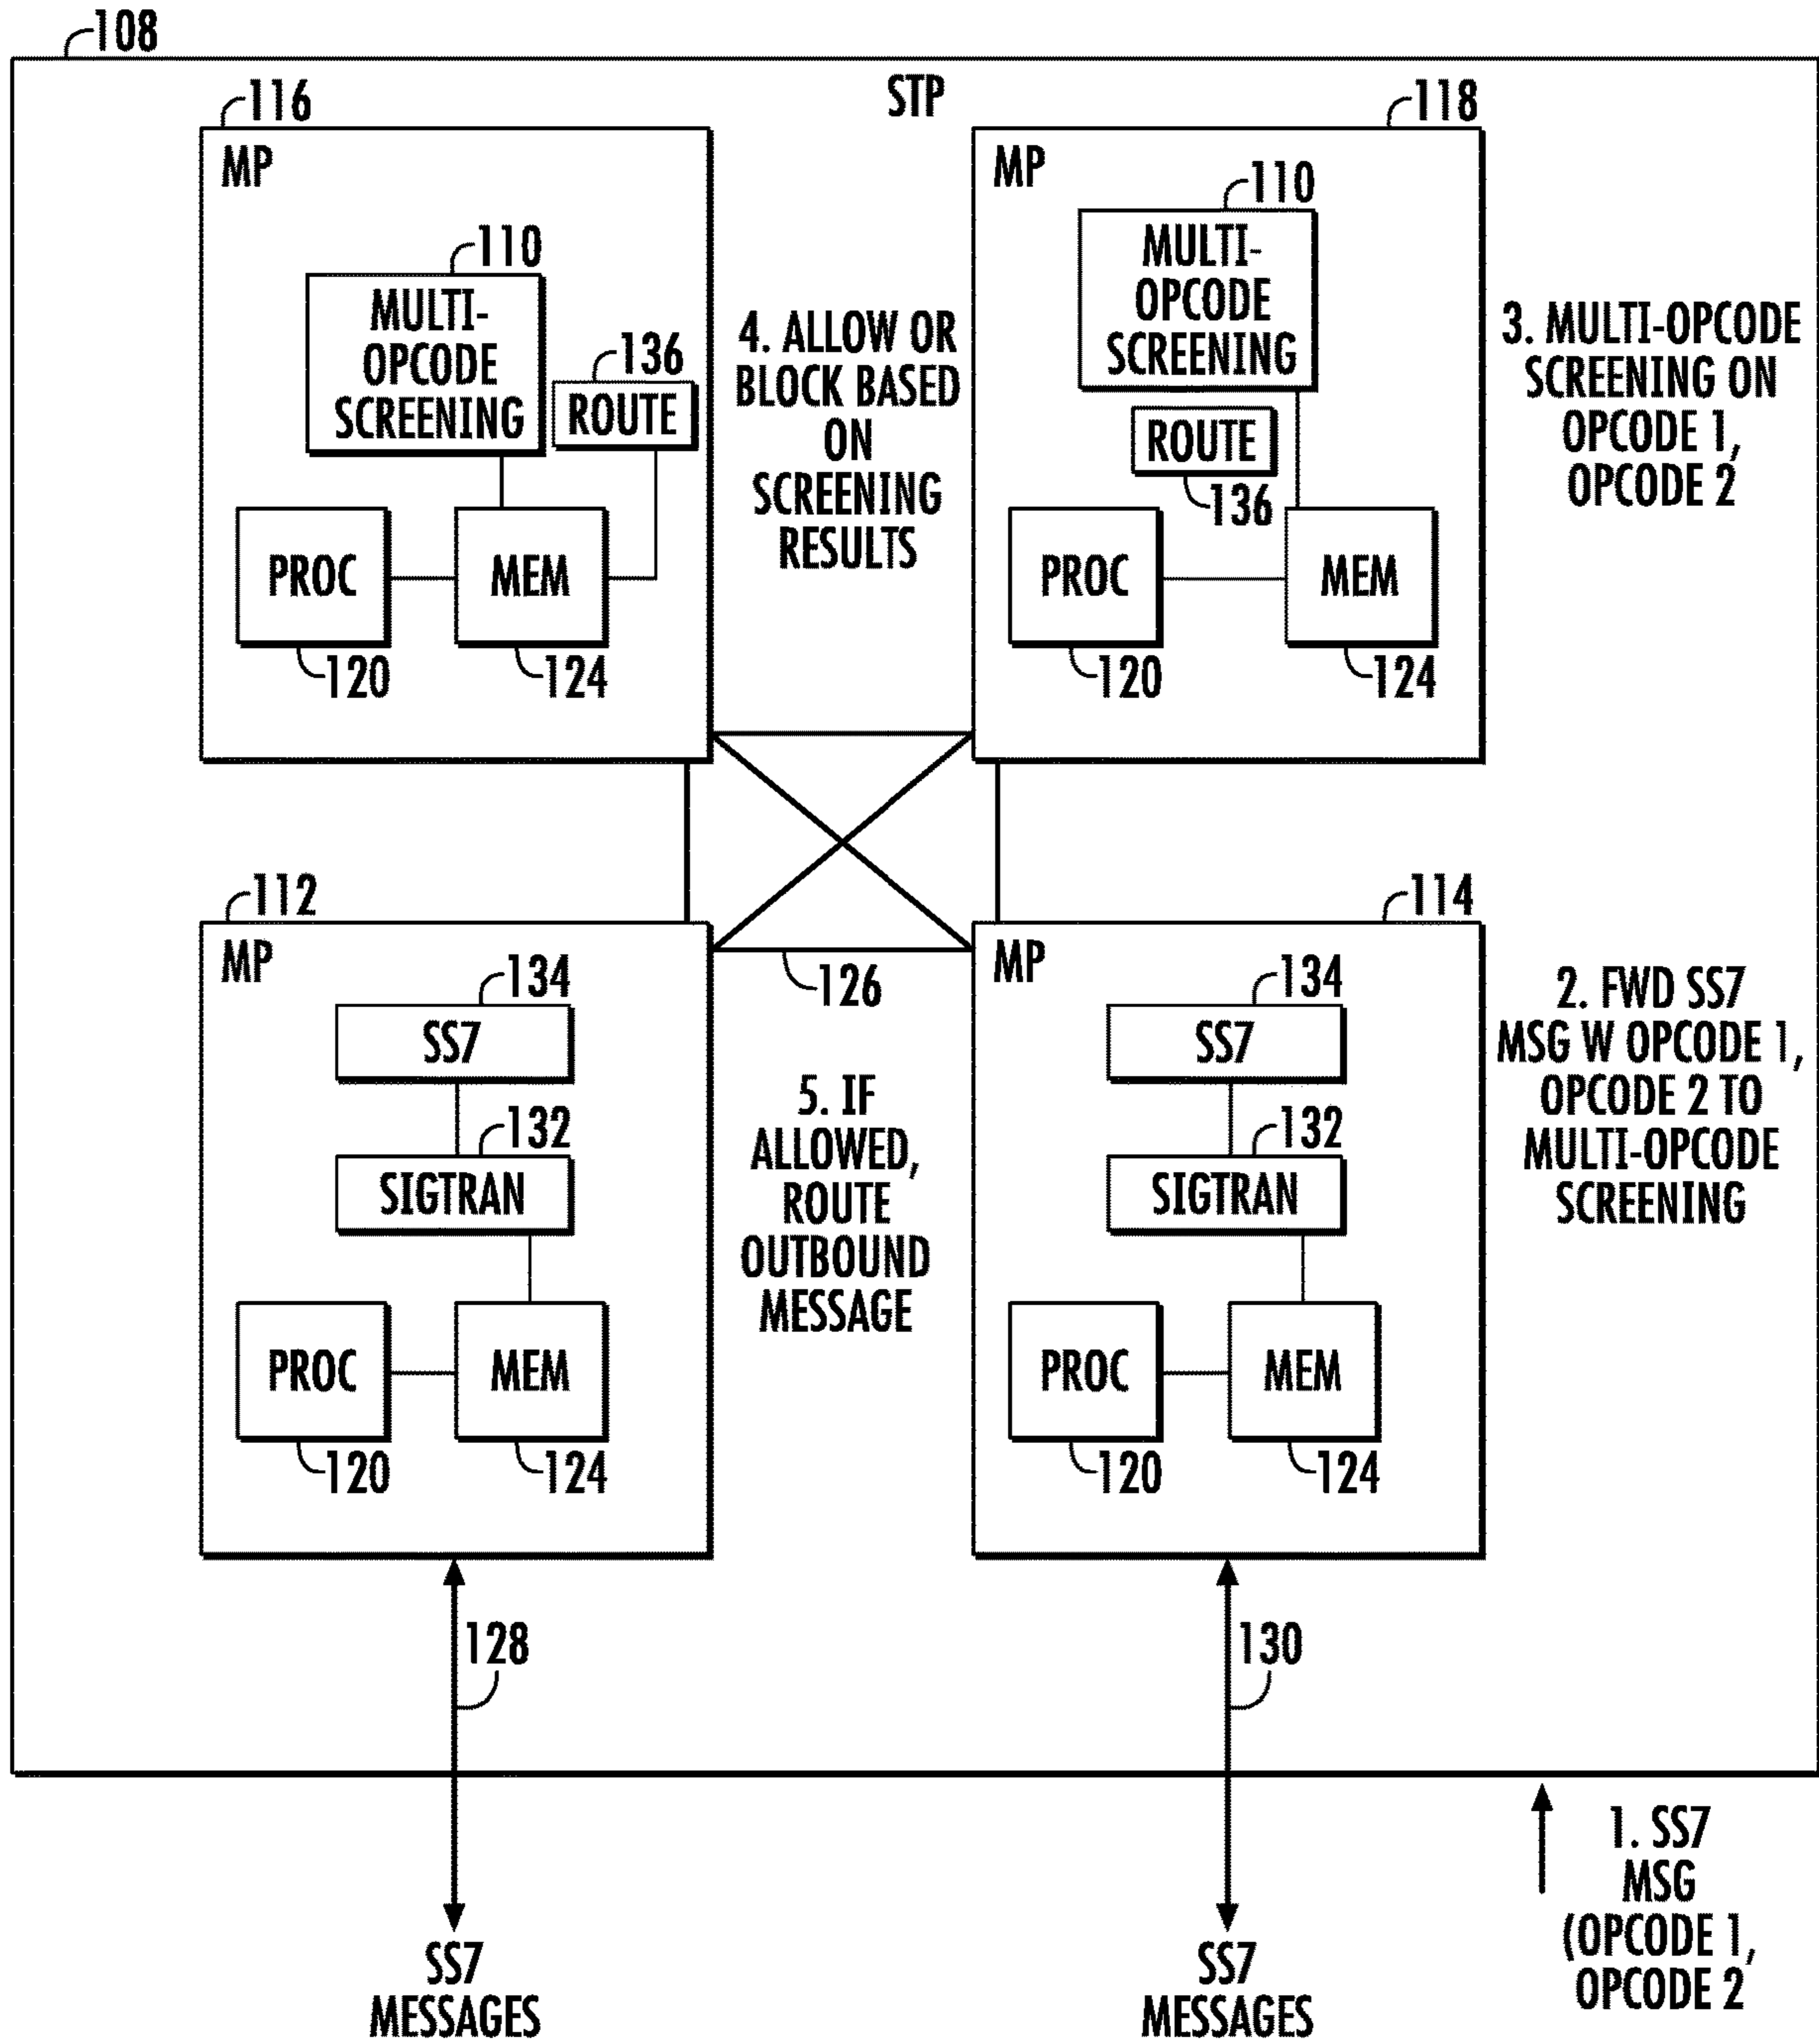 108
STP
116
MP
110
MULTI-
OPCODE
SCREENING
136
ROUTE
PROC
120
MEM
124
4. ALLOW OR
BLOCK BASED
ON
SCREENING
RESULTS
118
MP
110
MULTI-
OPCODE
SCREENING
ROUTE
136
PROC
120
MEM
124
3. MULTI-OPCODE
SCREENING ON
OPCODE 1,
OPCODE 2
112
MP
134
SS7
132
SIGTRAN
PROC
120
MEM
124
126
5. IF
ALLOWED,
ROUTE
OUTBOUND
MESSAGE
114
MP
134
SS7
132
SIGTRAN
PROC
120
MEM
124
2. FWD SS7
MSG W OPCODE 1,
OPCODE 2 TO
MULTI-OPCODE
SCREENING
128
130
SS7
MESSAGES
SS7
MESSAGES
1. SS7
MSG
(OPCODE 1,
OPCODE 2